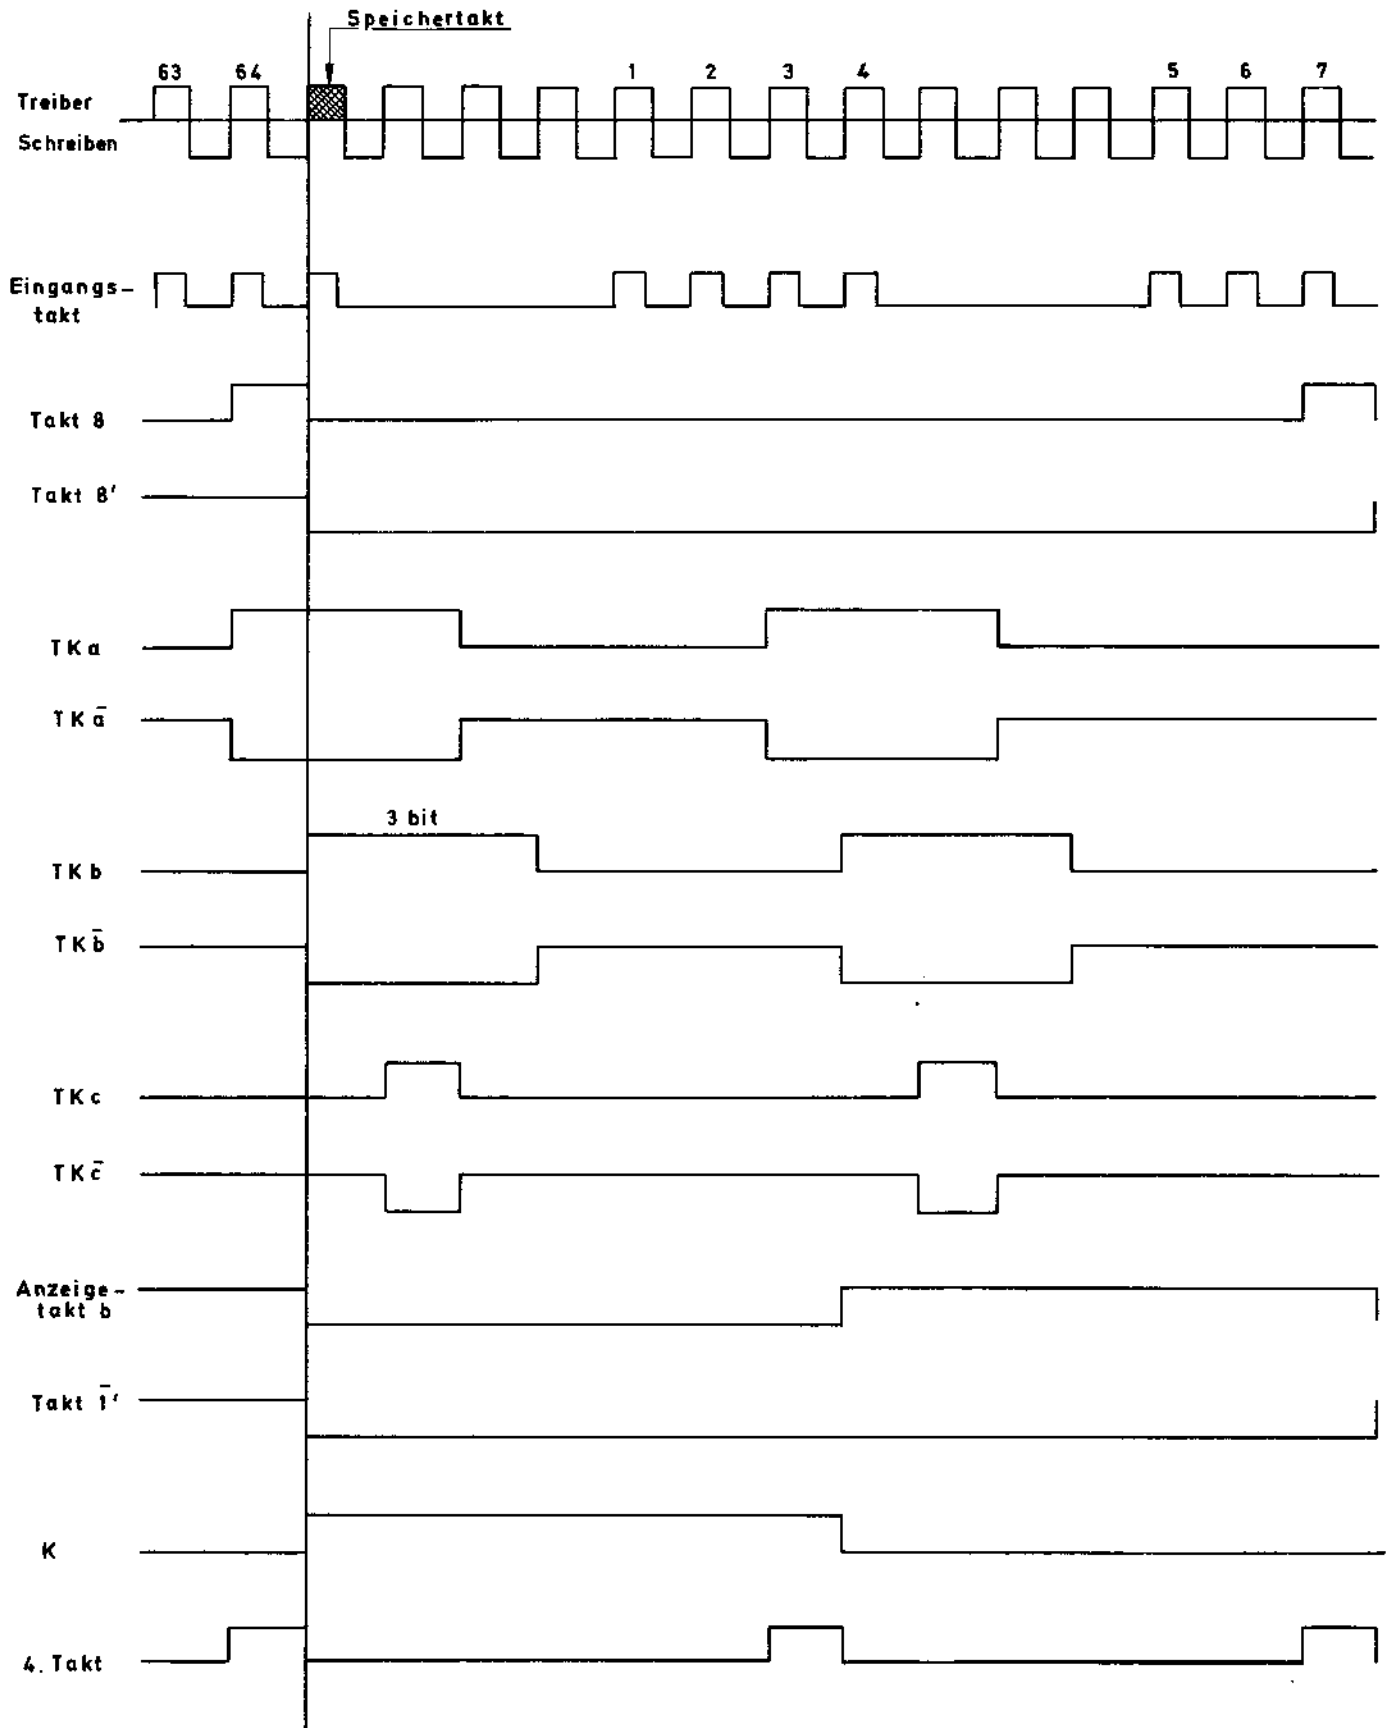 Speichertakt
63 64 1 2 3 4 5 6 7
Treiber
Schreiben
Eingangs-
takt
Takt 8
Takt 8'
TKa
TKa̅
3 bit
TKb
TKb̅
TKc
TKc̅
Anzeige-
takt b
Takt 1̅'
K
4. Takt